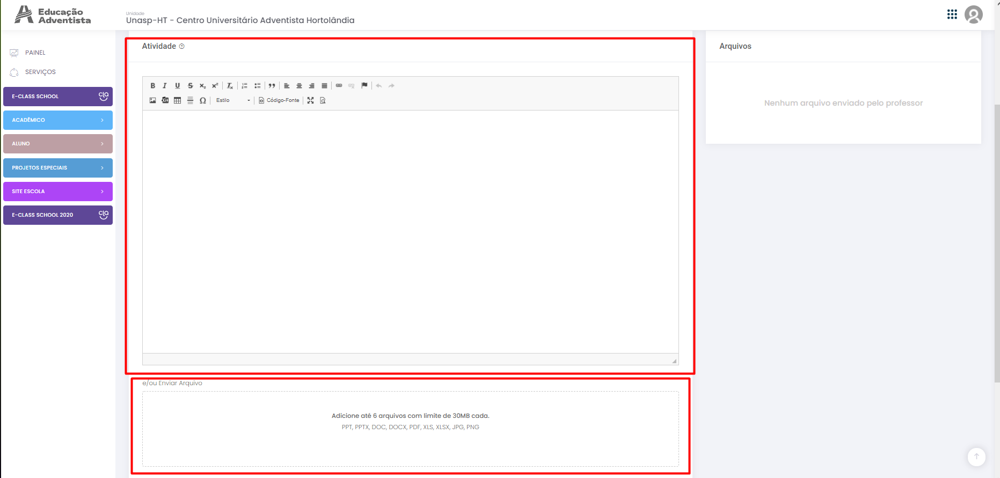 Educação
Adventista
Unidade
Unasp-HT - Centro Universitário Adventista Hortolândia
PAINEL
SERVIÇOS
E-CLASS SCHOOL
cla
ACADÊMICO
ALUNO
PROJETOS ESPECIAIS
SITE ESCOLA
E-CLASS SCHOOL 2020
cla
Atividade
Estilo
Código-Fonte
e/ou Enviar Arquivo
Adicione até 6 arquivos com limite de 30MB cada.
PPT, PPTX, DOC, DOCX, PDF, XLS, XLSX, JPG, PNG
Arquivos
Nenhum arquivo enviado pelo professor